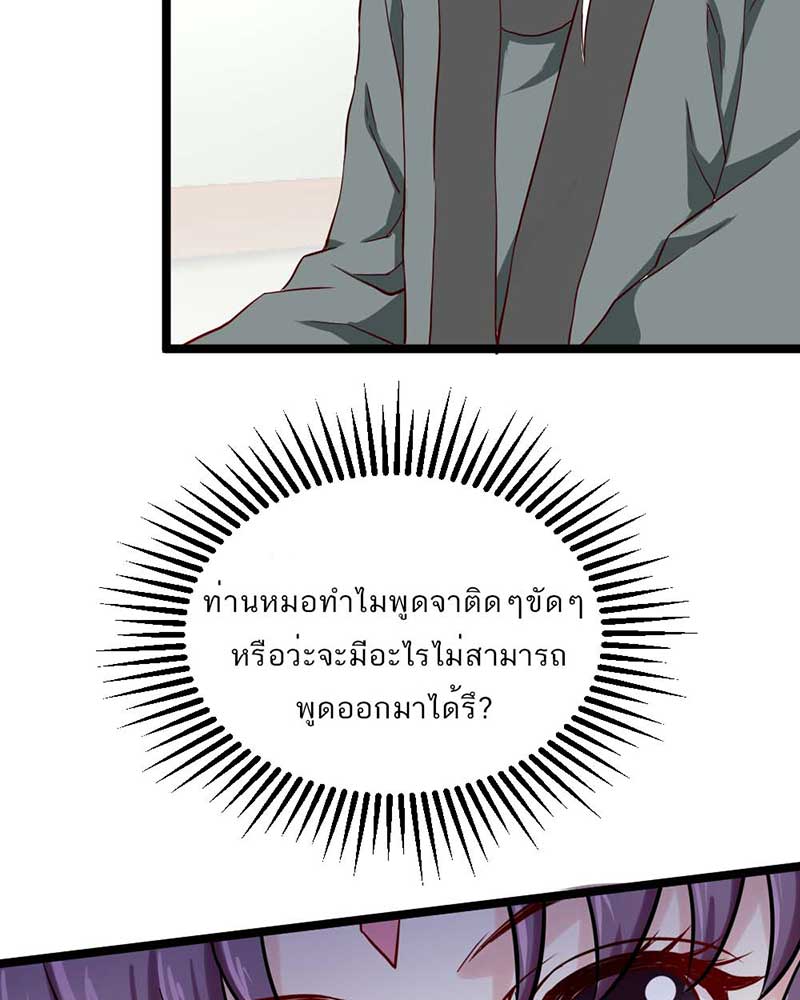 ท่านหมอทำไมพูดจาติดๆขัดๆ
หรือว่ะจะมีอะไรไม่สามารถ
พูดออกมาได้รึ?